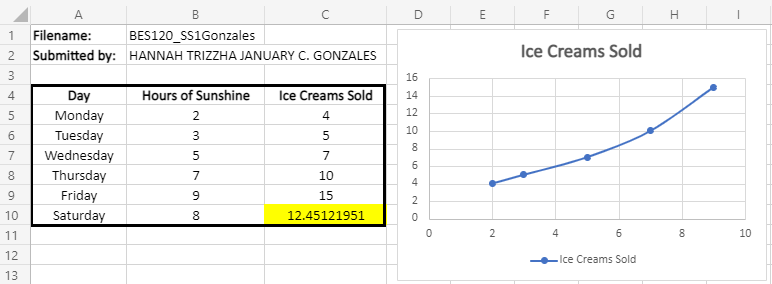 A B C D E F G H I
1 Filename: BES120_SS1Gonzales
2 Submitted by: HANNAH TRIZZHA JANUARY C. GONZALES
3
4 Day Hours of Sunshine Ice Creams Sold
5 Monday 2 4
6 Tuesday 3 5
7 Wednesday 5 7
8 Thursday 7 10
9 Friday 9 15
10 Saturday 8 12.45121951
11
12
13
Ice Creams Sold
16
14
12
10
8
6
4
2
0
0 2 4 6 8 10
Ice Creams Sold